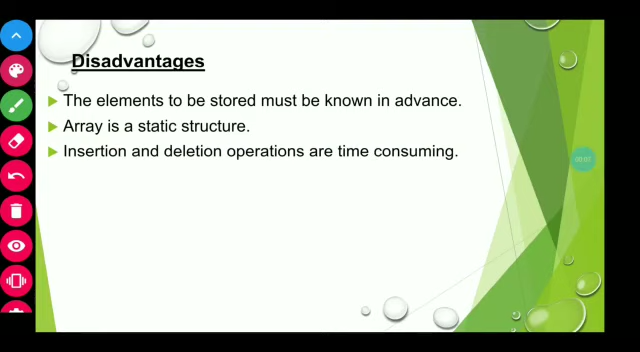 Disadvantages
The elements to be stored must be known in advance.
Array is a static structure.
Insertion and deletion operations are time consuming.